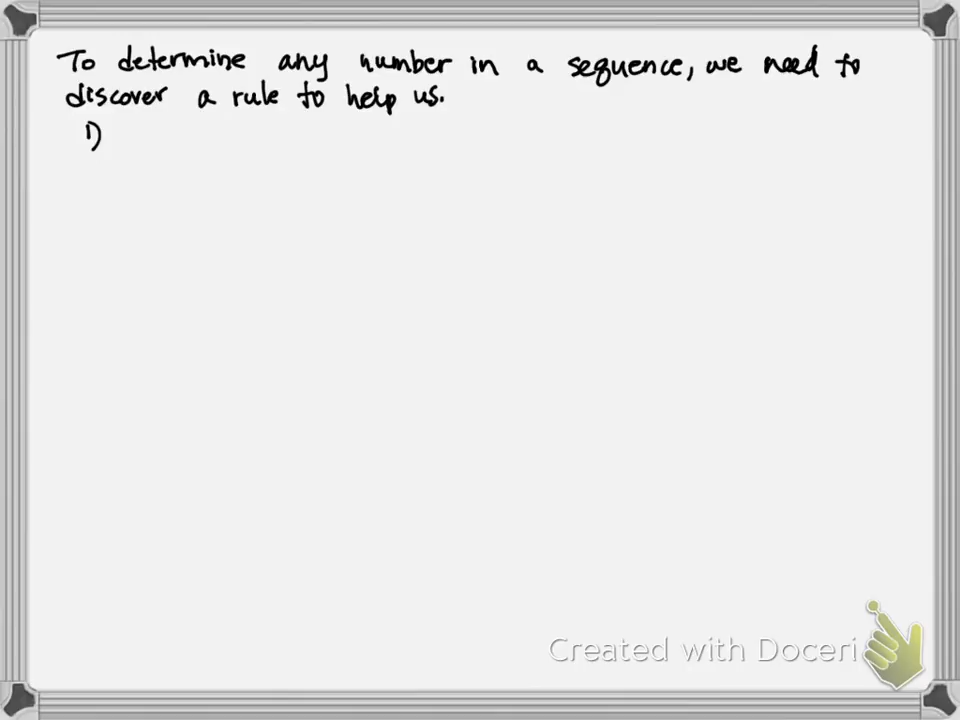 To determine any number in a sequence, we need to
discover a rule to help us.
1)
Created with Doceri